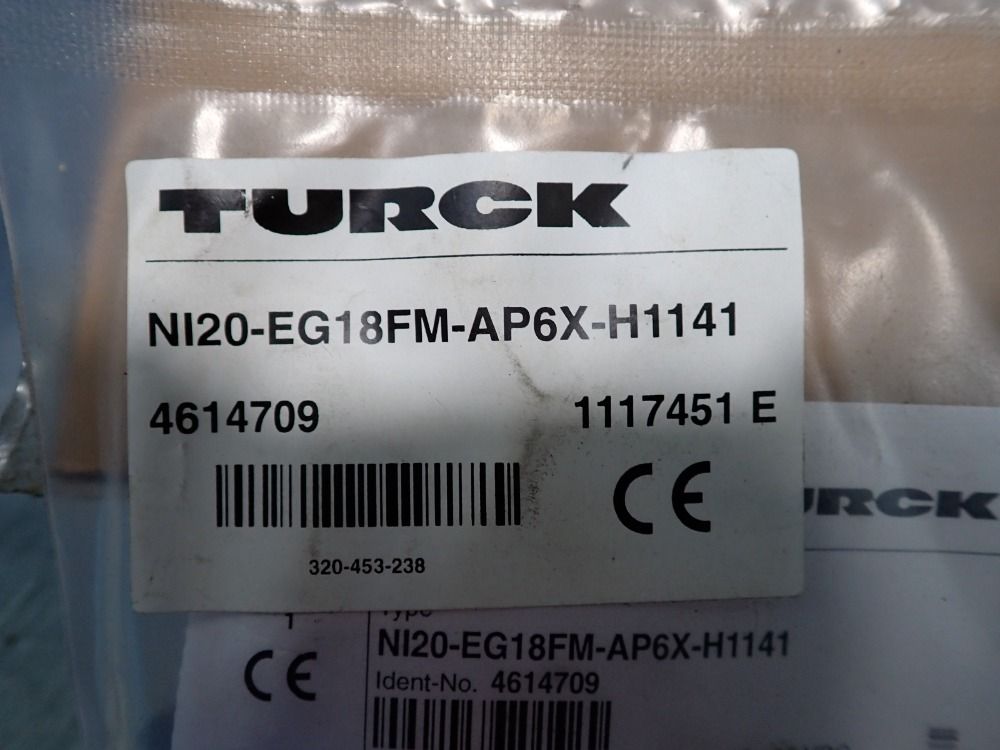 TURCK
NI20-EG18FM-AP6X-H1141
4614709 1117451 E
CE
320-453-238
TURCK
1 Type
NI20-EG18FM-AP6X-H1141
CE
Ident-No. 4614709